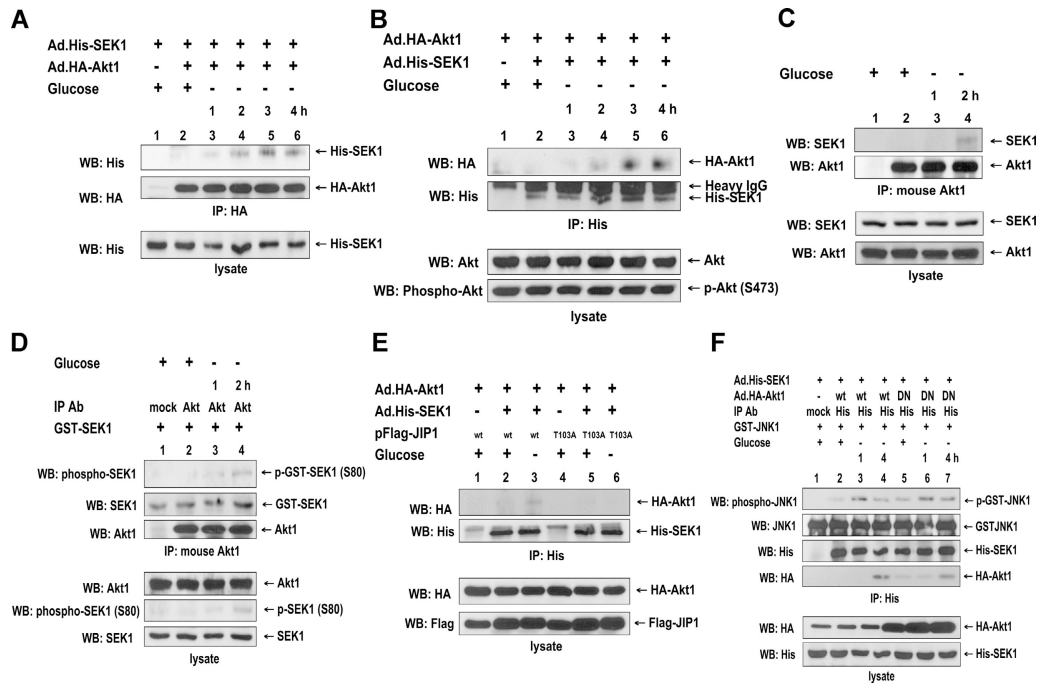 A
Ad.His-SEK1 + + + + + +
Ad.HA-Akt1 - + + + + +
Glucose + + - - - -
1 2 3 4 h
1 2 3 4 5 6
WB: His ← His-SEK1
WB: HA ← HA-Akt1
IP: HA
WB: His ← His-SEK1
lysate
B
Ad.HA-Akt1 + + + + + +
Ad.His-SEK1 - + + + + +
Glucose + + - - - -
1 2 3 4 h
1 2 3 4 5 6
WB: HA ← HA-Akt1
WB: His ← Heavy IgG
← His-SEK1
IP: His
WB: Akt ← Akt
WB: Phospho-Akt ← p-Akt (S473)
lysate
C
Glucose + + - -
1 2 h
1 2 3 4
WB: SEK1 ← SEK1
WB: Akt1 ← Akt1
IP: mouse Akt1
WB: SEK1 ← SEK1
WB: Akt1 ← Akt1
lysate
D
Glucose + + - -
1 2 h
IP Ab mock Akt Akt Akt
GST-SEK1 + + + +
1 2 3 4
WB: phospho-SEK1 ← p-GST-SEK1 (S80)
WB: SEK1 ← GST-SEK1
WB: Akt1 ← Akt1
IP: mouse Akt1
WB: Akt1 ← Akt1
WB: phospho-SEK1 (S80) ← p-SEK1 (S80)
WB: SEK1 ← SEK1
lysate
E
Ad.HA-Akt1 + + + + + +
Ad.His-SEK1 - + + - + +
pFlag-JIP1 wt wt wt T103A T103A T103A
Glucose + + - + + -
1 2 3 4 5 6
WB: HA ← HA-Akt1
WB: His ← His-SEK1
IP: His
WB: HA ← HA-Akt1
WB: Flag ← Flag-JIP1
lysate
F
Ad.His-SEK1 + + + + + + +
Ad.HA-Akt1 - wt wt wt DN DN DN
IP Ab mock His His His His His His
GST-JNK1 + + + + + + +
Glucose + + - - + - -
1 4 1 4 h
1 2 3 4 5 6 7
WB: phospho-JNK1 ← p-GST-JNK1
WB: JNK1 ← GSTJNK1
WB: His ← His-SEK1
WB: HA ← HA-Akt1
IP: His
WB: HA ← HA-Akt1
WB: His ← His-SEK1
lysate